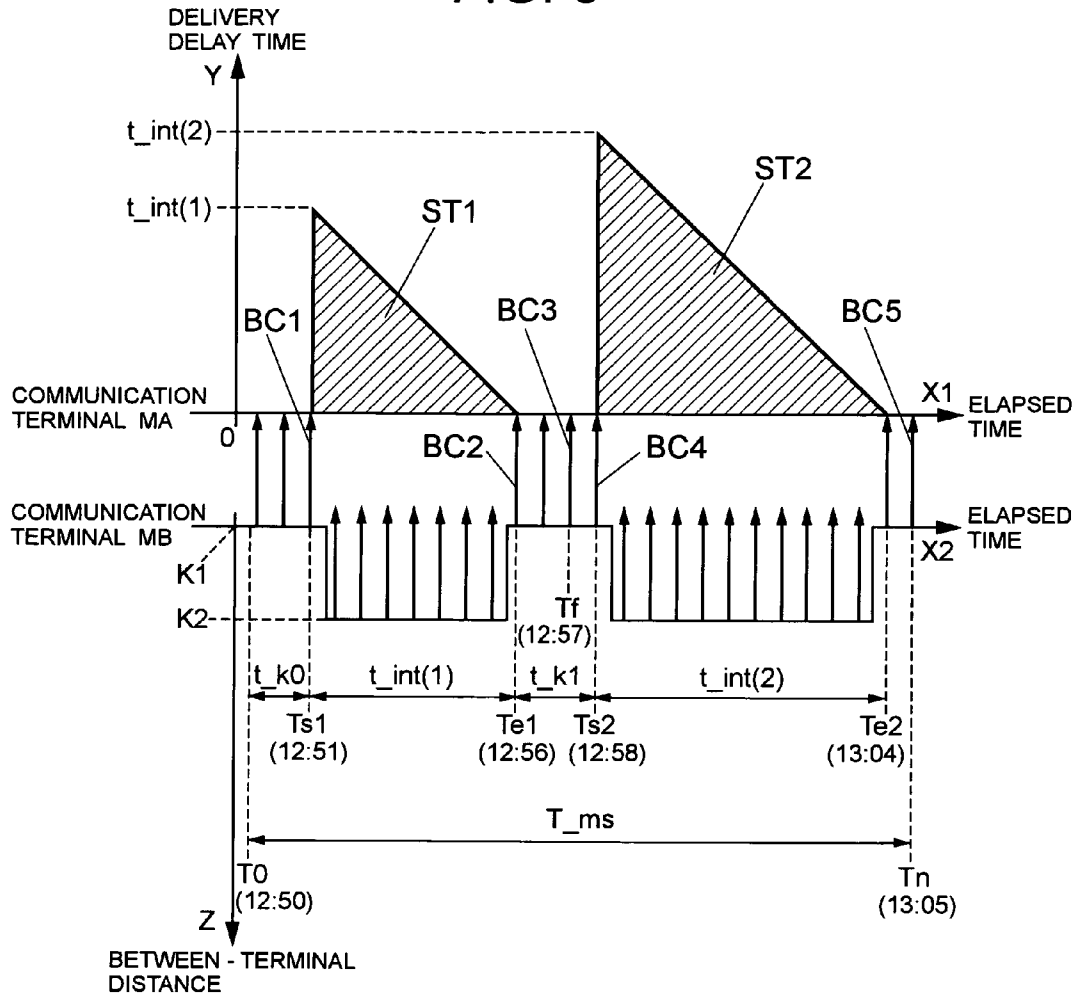 DELIVERY
DELAY TIME
Y
t_int(2)
t_int(1)
ST1
ST2
BC1
BC3
BC5
COMMUNICATION
TERMINAL MA
0
X1
ELAPSED
TIME
BC2
BC4
COMMUNICATION
TERMINAL MB
ELAPSED
TIME
X2
K1
K2
Tf
(12:57)
t_k0
t_int(1)
t_k1
t_int(2)
Ts1
(12:51)
Te1
(12:56)
Ts2
(12:58)
Te2
(13:04)
T_ms
T0
(12:50)
Tn
(13:05)
Z
BETWEEN - TERMINAL
DISTANCE